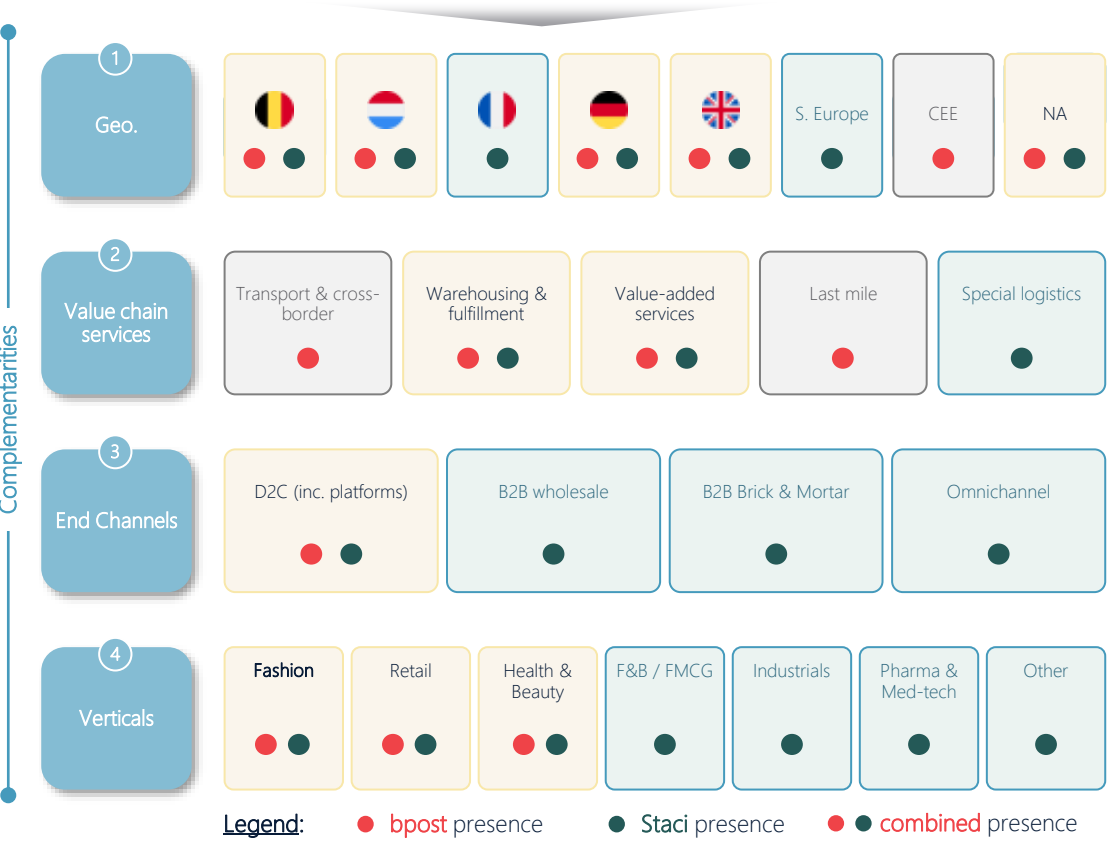 Complementarities
1
Geo.
S. Europe
CEE
NA
2
Value chain
services
Transport & cross-
border
Warehousing &
fulfillment
Value-added
services
Last mile
Special logistics
3
End Channels
D2C (inc. platforms)
B2B wholesale
B2B Brick & Mortar
Omnichannel
4
Verticals
Fashion
Retail
Health &
Beauty
F&B / FMCG
Industrials
Pharma &
Med-tech
Other
Legend:
bpost presence
Staci presence
combined presence